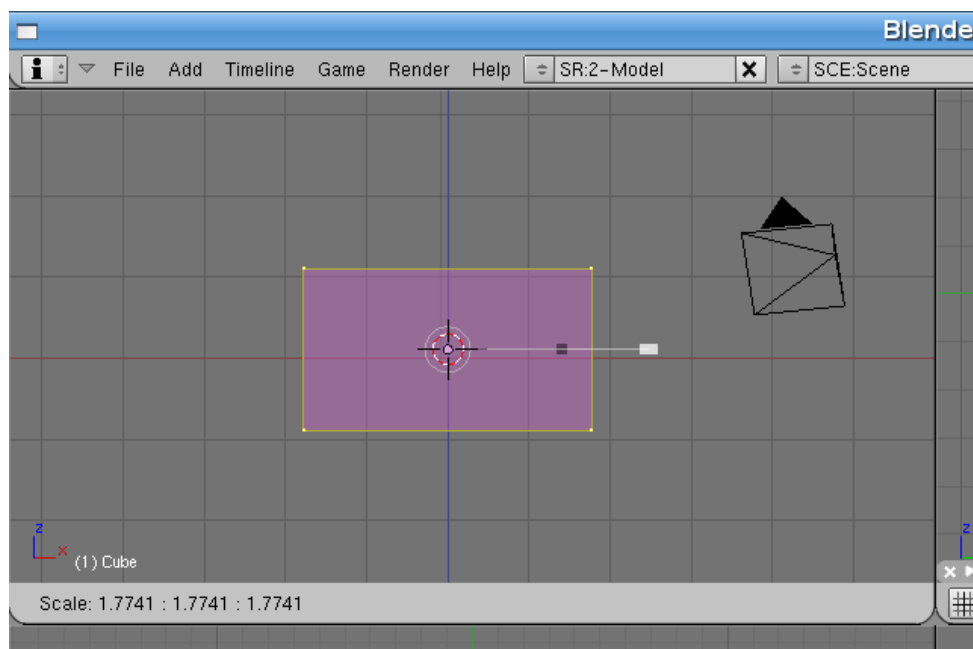 Blende
File Add Timeline Game Render Help SR:2-Model SCE:Scene
z
x
(1) Cube
z
Scale: 1.7741 : 1.7741 : 1.7741